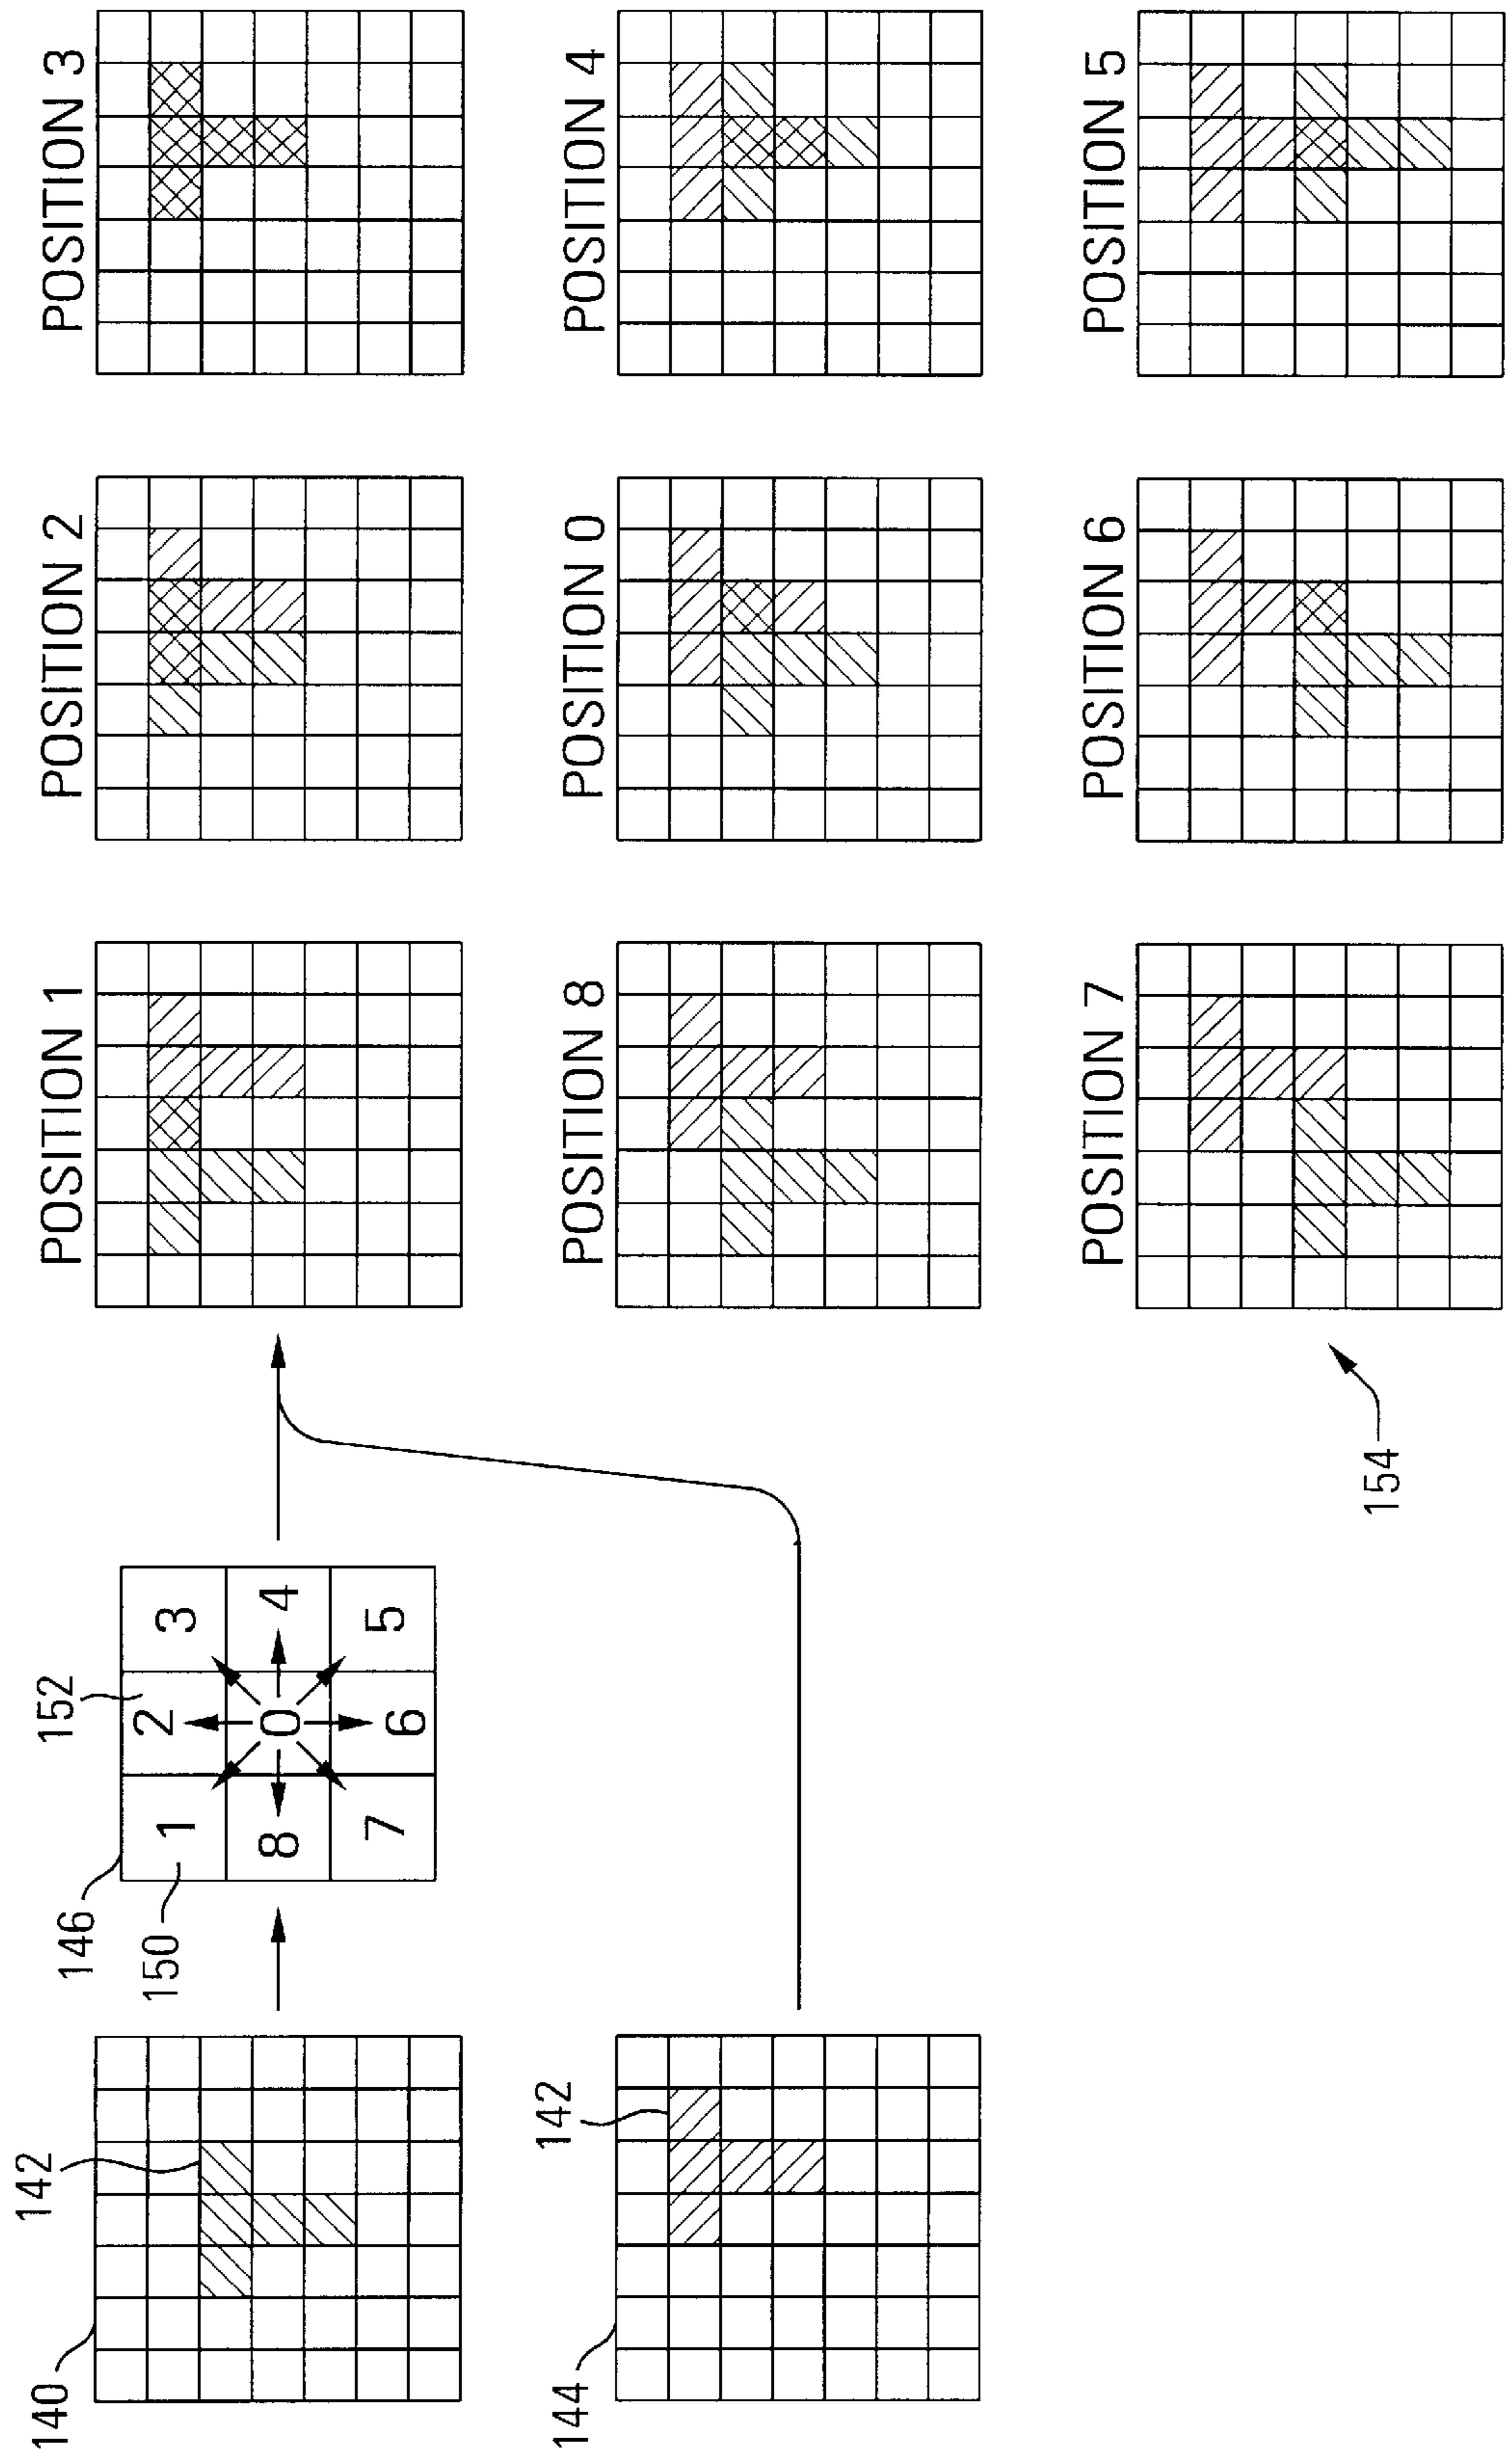 140
142
144
142
146
150
152
1 2 3
8 0 4
7 6 5
POSITION 1
POSITION 2
POSITION 3
POSITION 8
POSITION 0
POSITION 4
POSITION 7
POSITION 6
POSITION 5
154